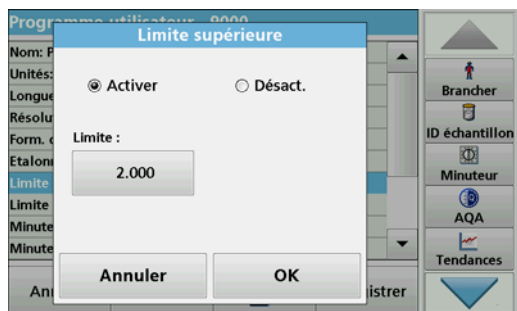 Limite supérieure
Nom: P
Unités:
Activer
Désact.
Longue
Résolu
Form.
Limite :
Etalon
2.000
Limite
Limite
Minute
Minute
Annuler
OK
An
istrer
Brancher
ID échantillon
Minuteur
AQA
Tendances